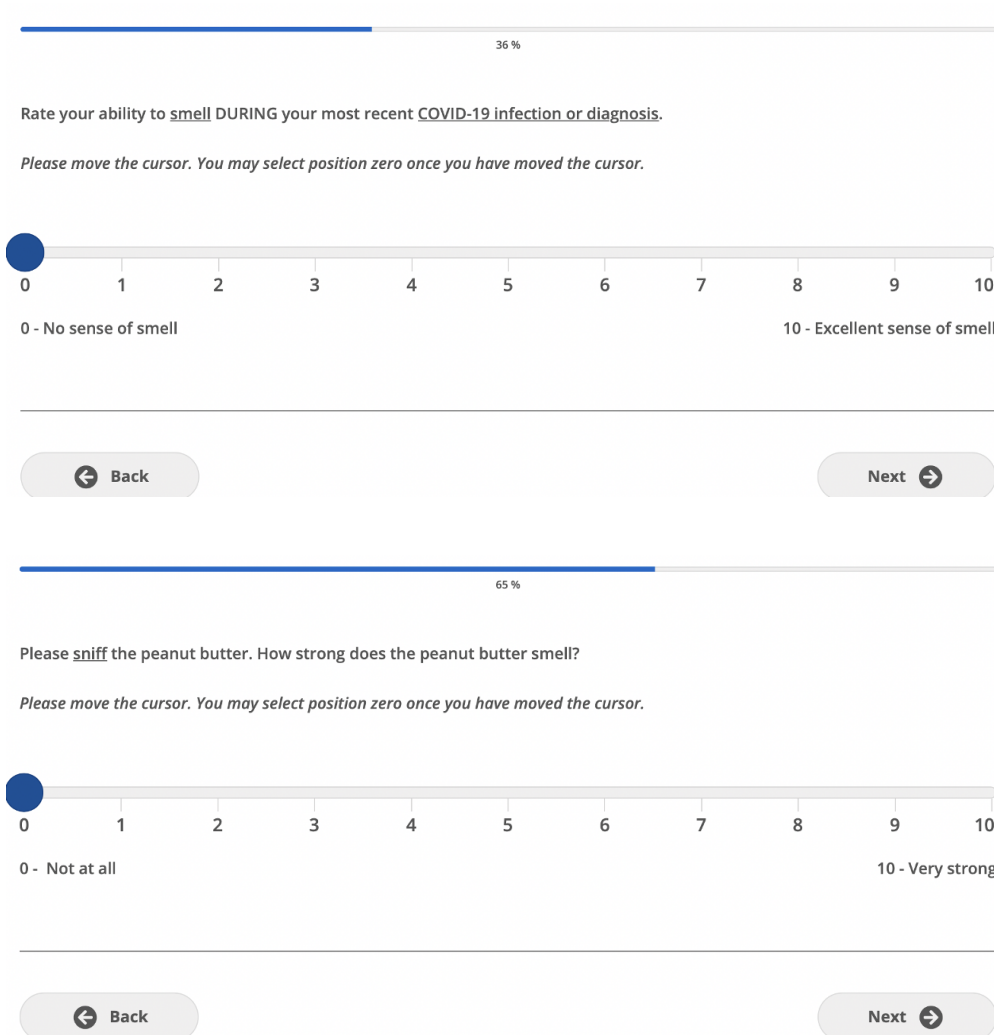 36 %
Rate your ability to smell DURING your most recent COVID-19 infection or diagnosis.
Please move the cursor. You may select position zero once you have moved the cursor.
0 1 2 3 4 5 6 7 8 9 10
0 - No sense of smell 10 - Excellent sense of smell
Back Next
65 %
Please sniff the peanut butter. How strong does the peanut butter smell?
Please move the cursor. You may select position zero once you have moved the cursor.
0 1 2 3 4 5 6 7 8 9 10
0 - Not at all 10 - Very strong
Back Next